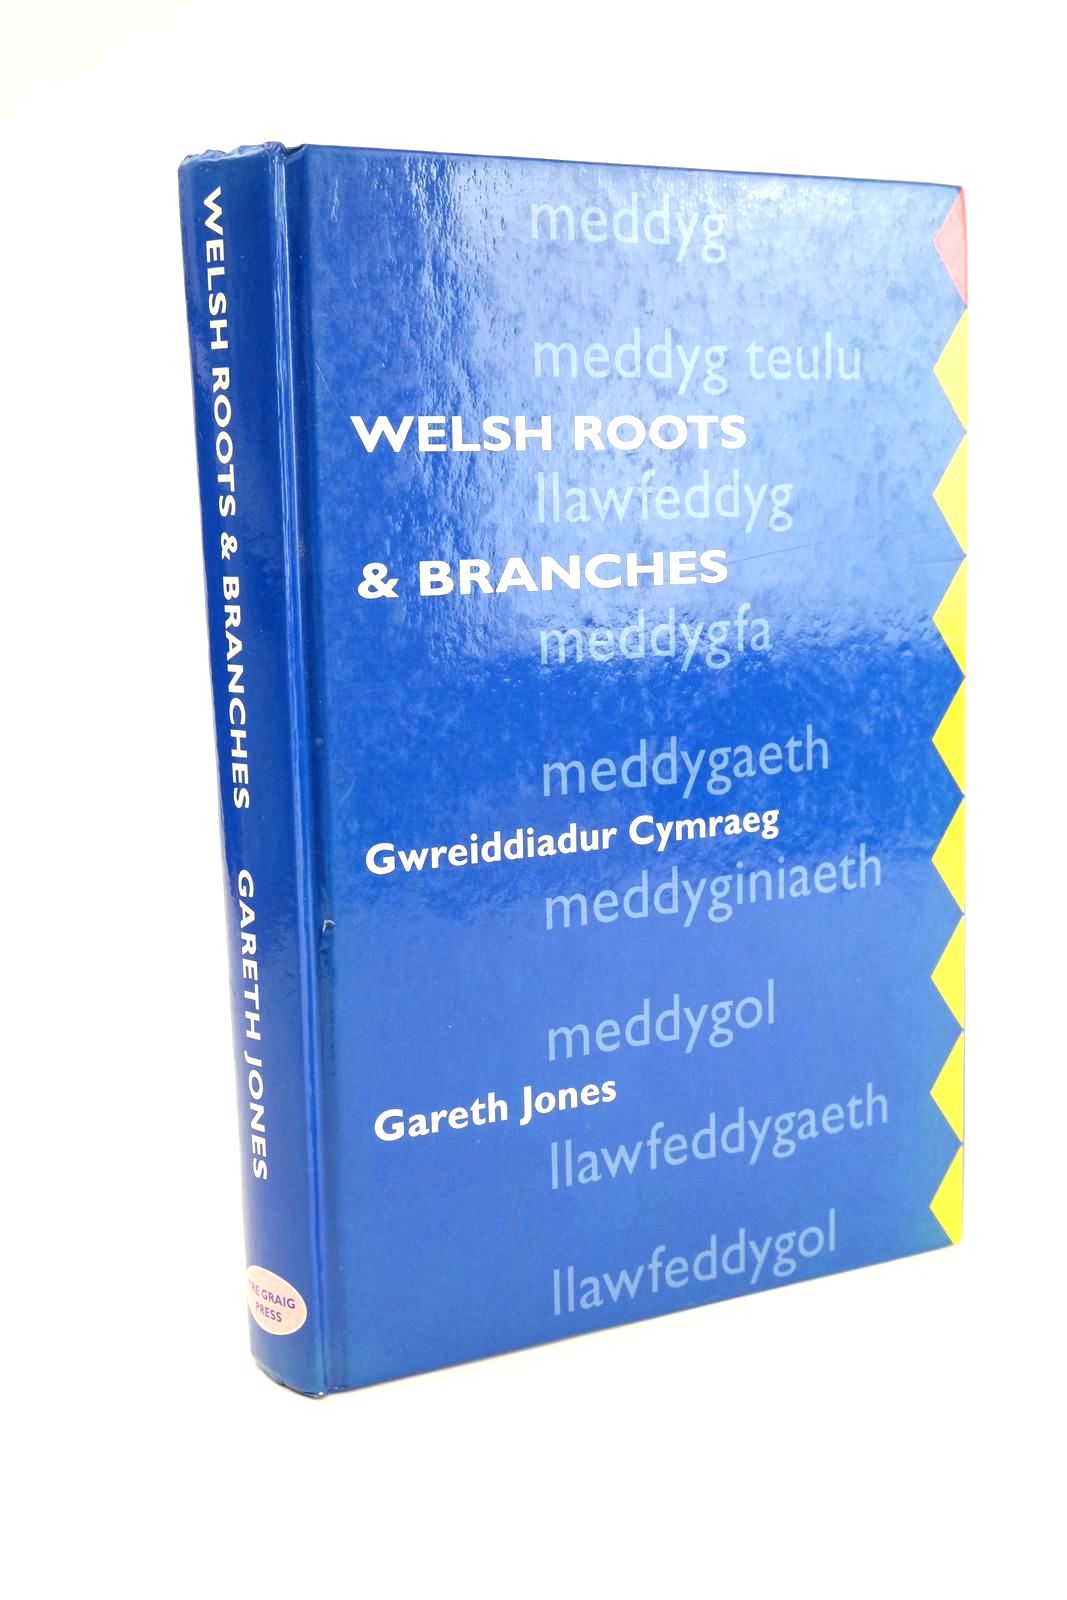 WELSH ROOTS & BRANCHES GARETH JONES
TRE GRAIG
PRESS
meddyg
meddyg teulu
WELSH ROOTS
llawfeddyg
& BRANCHES
meddygfa
meddygaeth
Gwreiddiadur Cymraeg
meddyginiaeth
meddygol
Gareth Jones
llawfeddygaeth
llawfeddygol